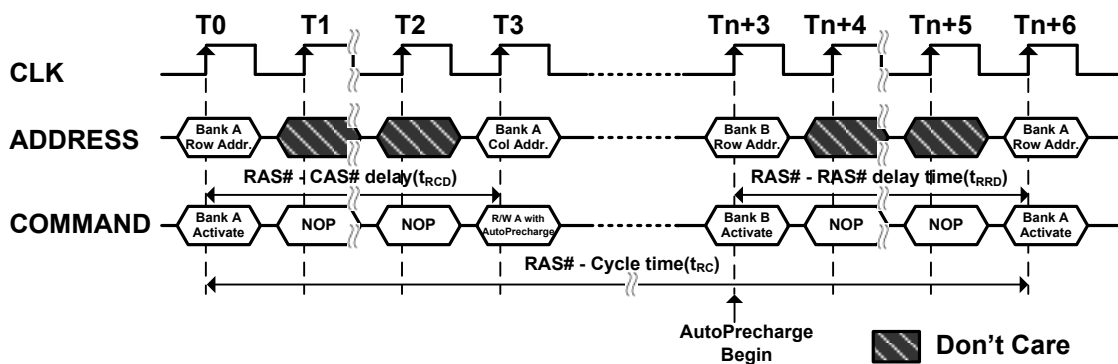 T0 T1 T2 T3 Tn+3 Tn+4 Tn+5 Tn+6
CLK
ADDRESS
Bank A
Row Addr.
Bank A
Col Addr.
Bank B
Row Addr.
Bank A
Row Addr.
RAS# - CAS# delay(tRCD)
RAS# - RAS# delay time(tRRD)
COMMAND
Bank A
Activate
NOP
NOP
R/W A with
AutoPrecharge
Bank B
Activate
NOP
NOP
Bank A
Activate
RAS# - Cycle time(tRC)
AutoPrecharge
Begin
Don't Care